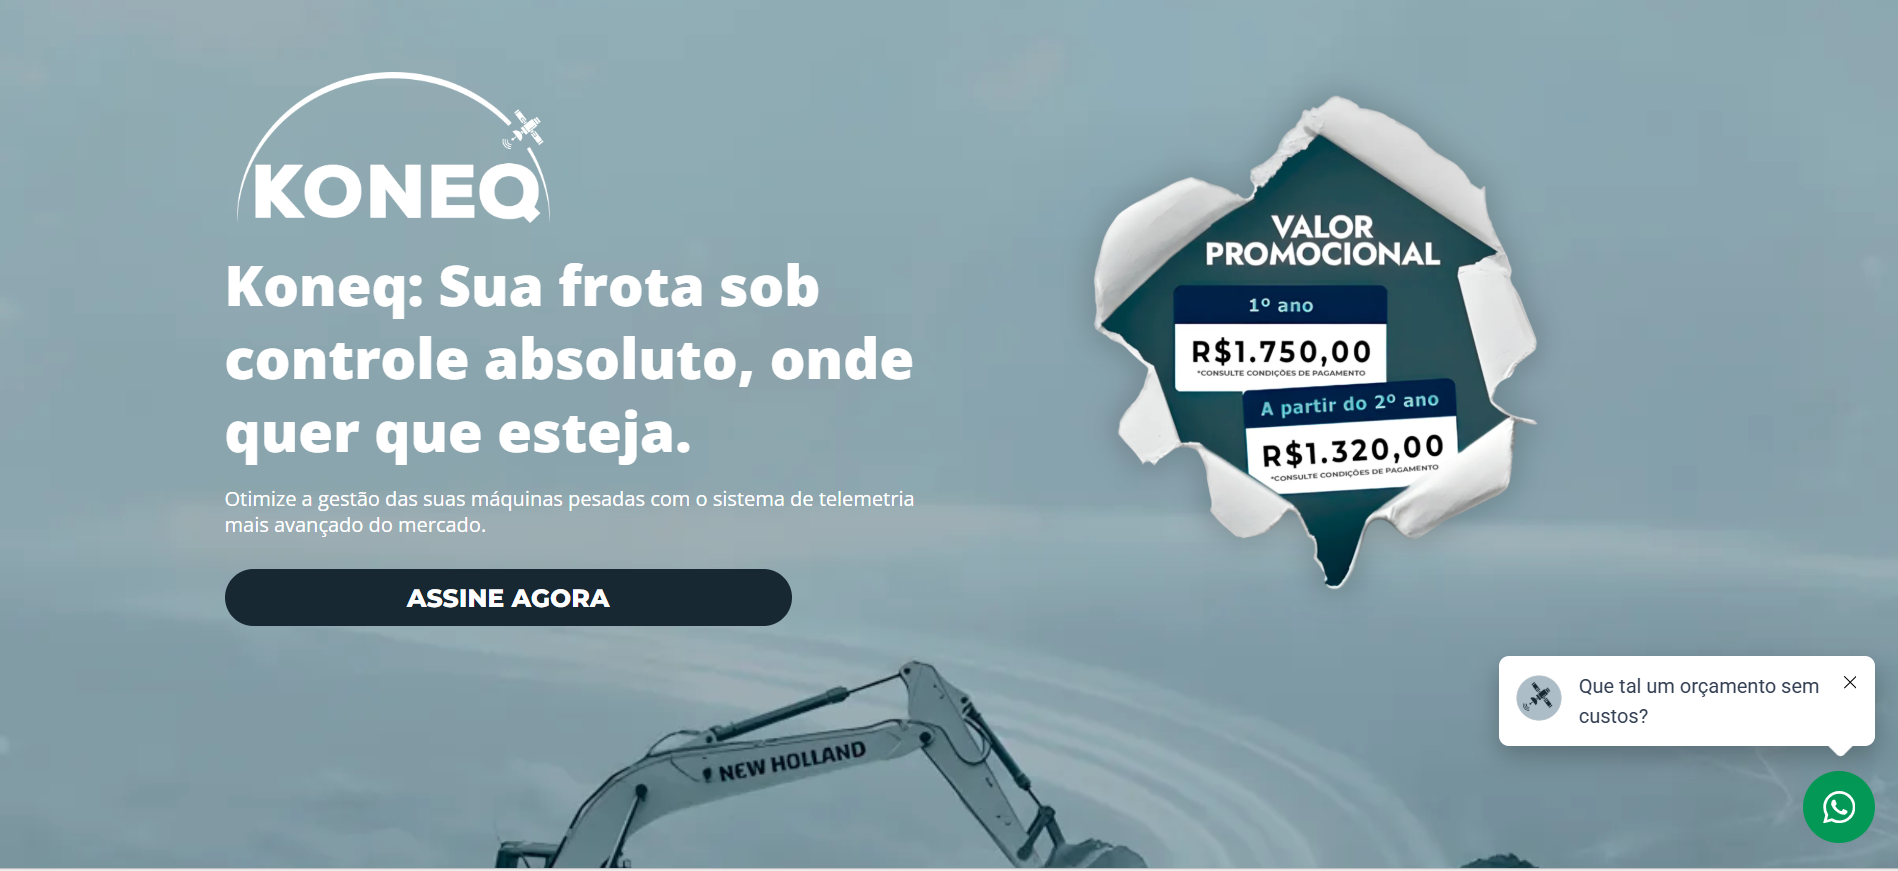 KONEQ
Koneq: Sua frota sob
controle absoluto, onde
quer que esteja.
Otimize a gestão das suas máquinas pesadas com o sistema de telemetria
mais avançado do mercado.
ASSINE AGORA
VALOR
PROMOCIONAL
1º ano
R$1.750,00
*CONSULTE CONDIÇÕES DE PAGAMENTO
A partir do 2º ano
R$1.320,00
*CONSULTE CONDIÇÕES DE PAGAMENTO
NEW HOLLAND
Que tal um orçamento sem
custos?